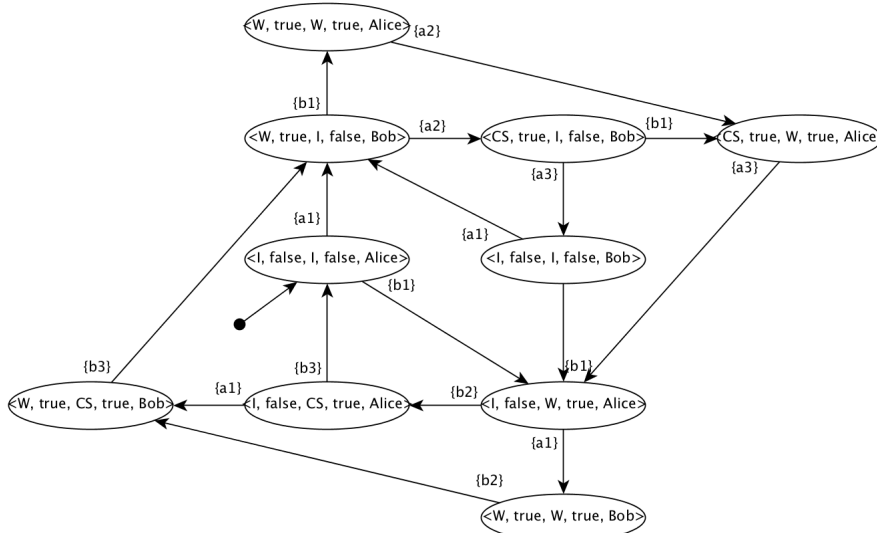 <W, true, W, true, Alice>
{a2}
{b1}
<W, true, I, false, Bob>
{a2}
<CS, true, I, false, Bob>
{b1}
<CS, true, W, true, Alice>
{a3}
{a3}
{a1}
{a1}
<I, false, I, false, Alice>
<I, false, I, false, Bob>
{b1}
{b3}
{b3}
{b1}
{a1}
{b2}
<W, true, CS, true, Bob>
<I, false, CS, true, Alice>
<I, false, W, true, Alice>
{a1}
{b2}
<W, true, W, true, Bob>